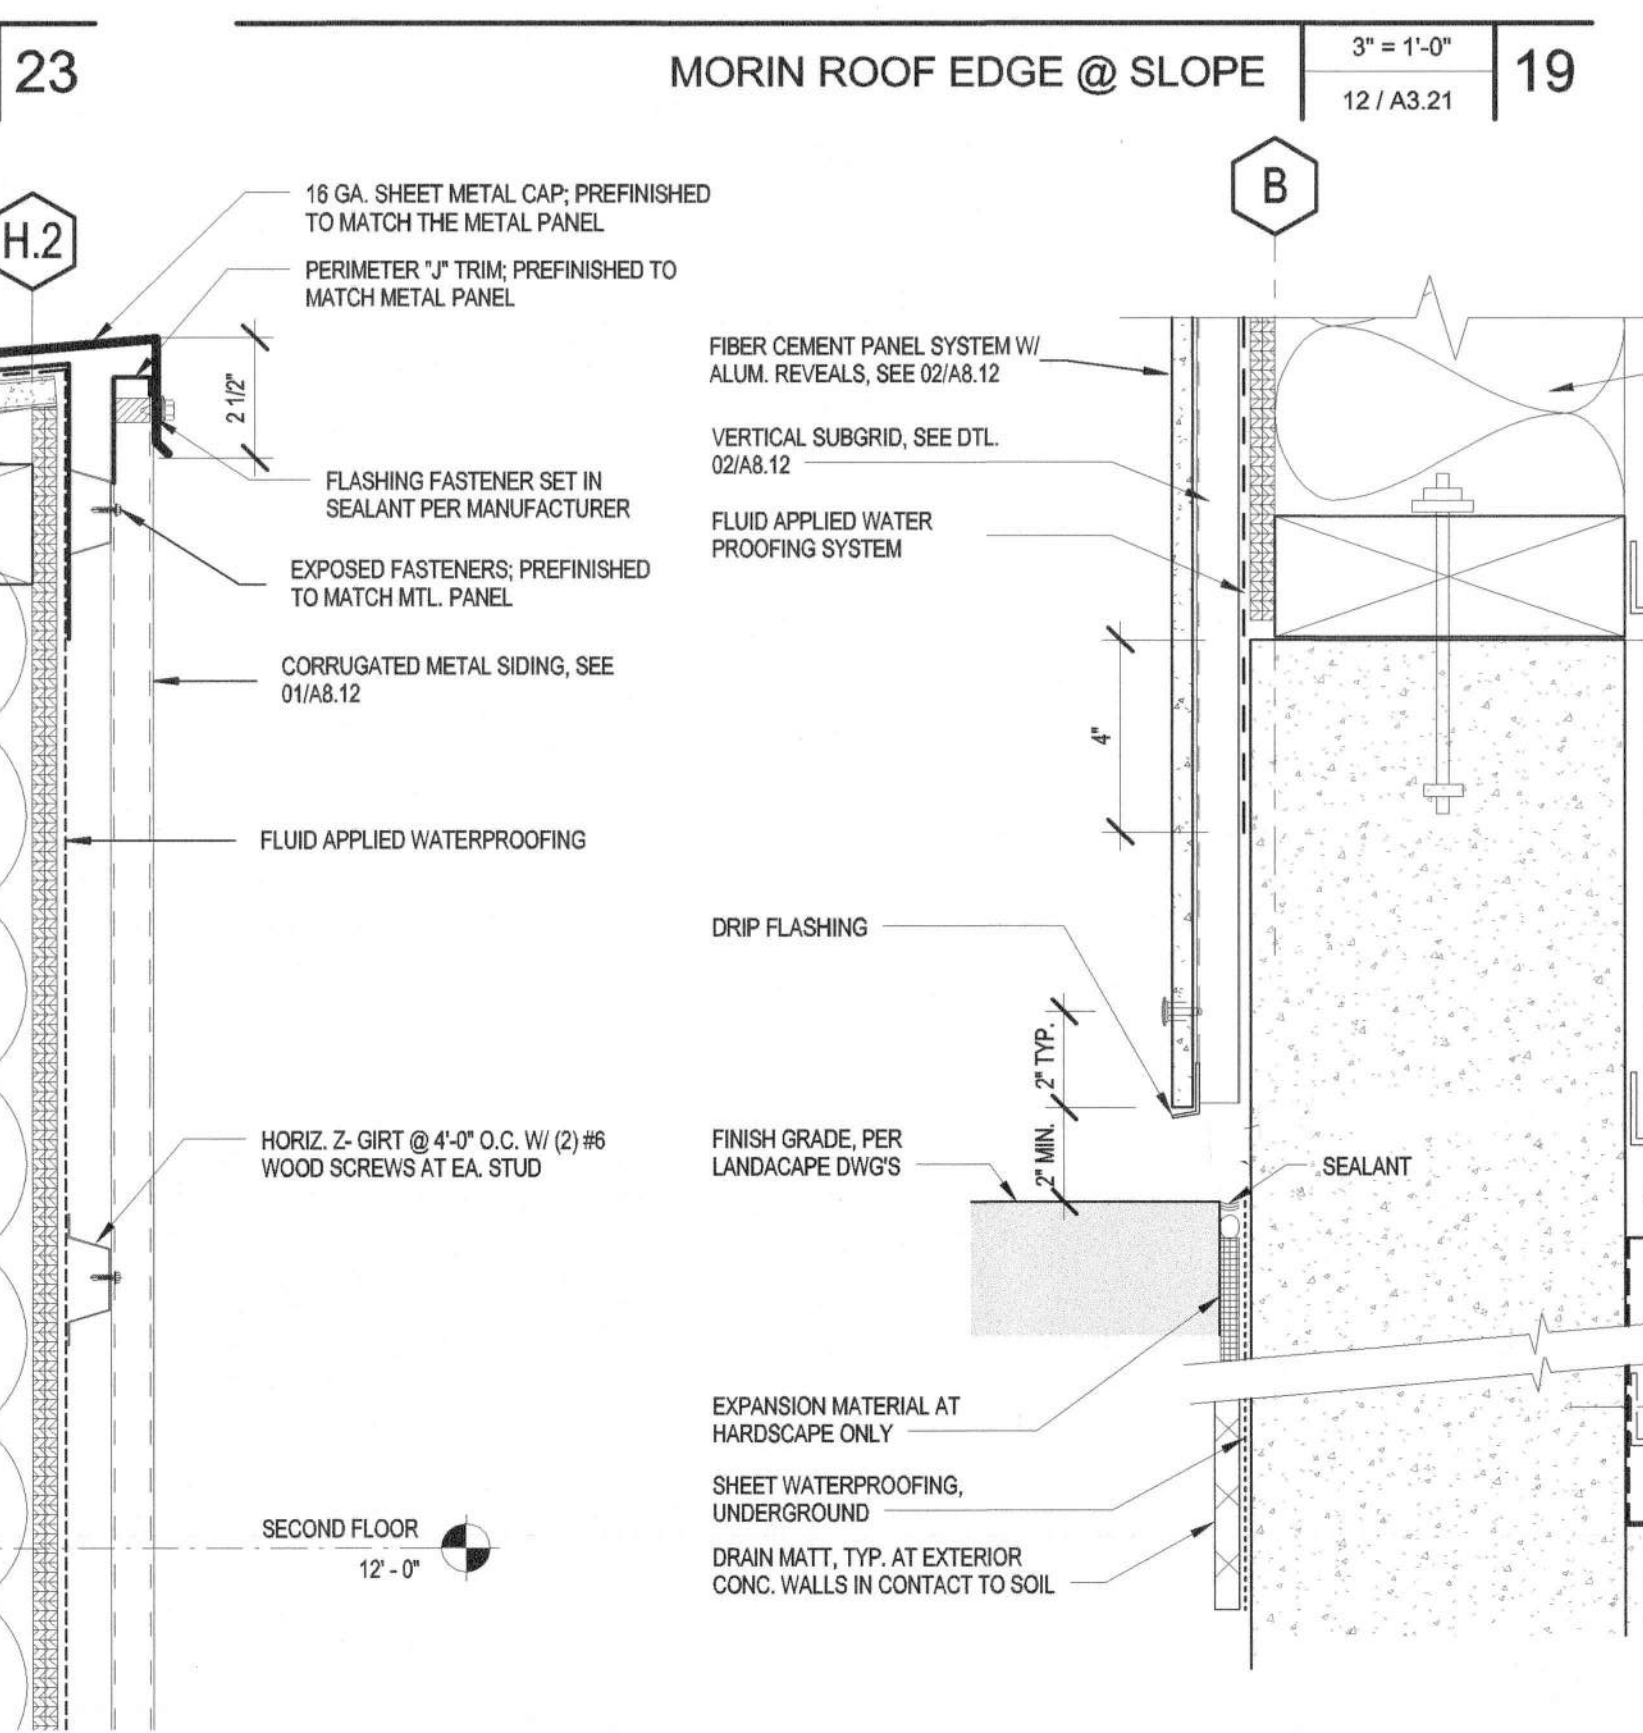 23
MORIN ROOF EDGE @ SLOPE
3" = 1'-0"
12 / A3.21
19
H.2
16 GA. SHEET METAL CAP; PREFINISHED
TO MATCH THE METAL PANEL
PERIMETER "J" TRIM; PREFINISHED TO
MATCH METAL PANEL
2 1/2"
FLASHING FASTENER SET IN
SEALANT PER MANUFACTURER
EXPOSED FASTENERS; PREFINISHED
TO MATCH MTL. PANEL
CORRUGATED METAL SIDING, SEE
01/A8.12
FLUID APPLIED WATERPROOFING
HORIZ. Z- GIRT @ 4'-0" O.C. W/ (2) #6
WOOD SCREWS AT EA. STUD
SECOND FLOOR
12' - 0"
B
FIBER CEMENT PANEL SYSTEM W/
ALUM. REVEALS, SEE 02/A8.12
VERTICAL SUBGRID, SEE DTL.
02/A8.12
FLUID APPLIED WATER
PROOFING SYSTEM
4"
DRIP FLASHING
2" TYP.
2" MIN.
FINISH GRADE, PER
LANDACAPE DWG'S
SEALANT
EXPANSION MATERIAL AT
HARDSCAPE ONLY
SHEET WATERPROOFING,
UNDERGROUND
DRAIN MATT, TYP. AT EXTERIOR
CONC. WALLS IN CONTACT TO SOIL